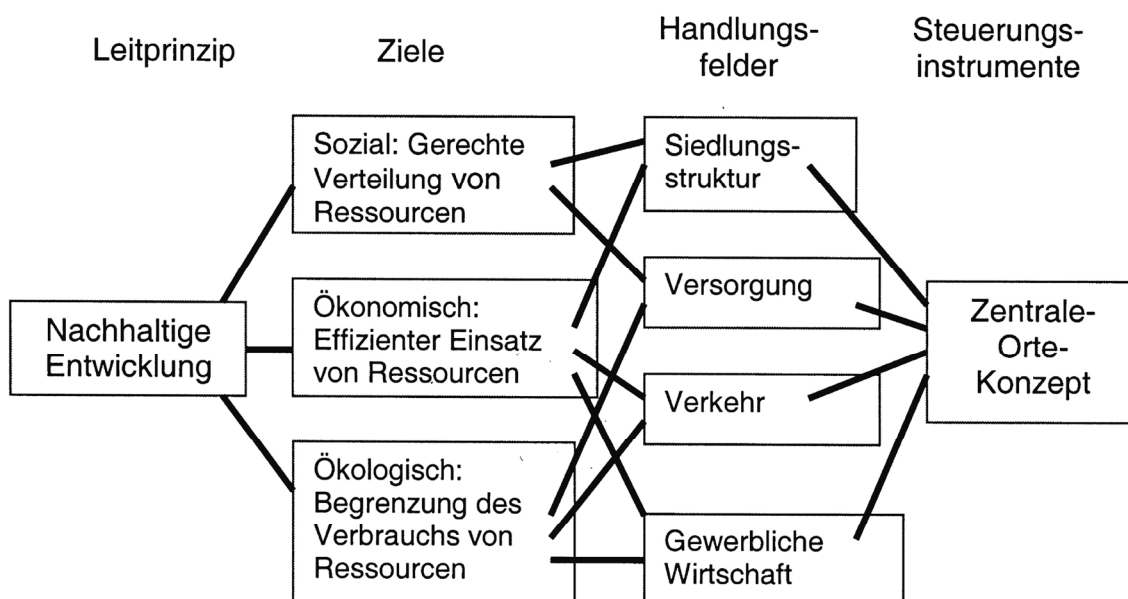 Leitprinzip
Ziele
Handlungs-
felder
Steuerungs-
instrumente
Nachhaltige
Entwicklung
Sozial: Gerechte
Verteilung von
Ressourcen
Ökonomisch:
Effizienter Einsatz
von Ressourcen
Ökologisch:
Begrenzung des
Verbrauchs von
Ressourcen
Siedlungs-
struktur
Versorgung
Verkehr
Gewerbliche
Wirtschaft
Zentrale-
Orte-
Konzept